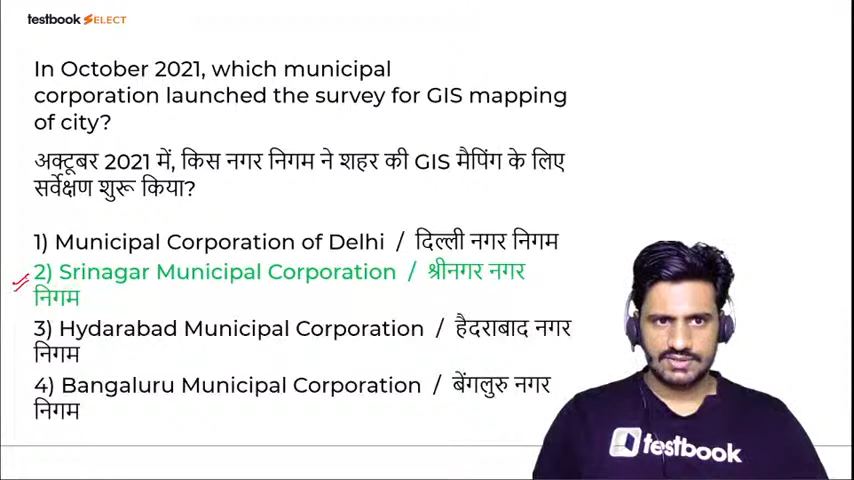 testbook SELECT
In October 2021, which municipal
corporation launched the survey for GIS mapping
of city?
अक्टूबर 2021 में, किस नगर निगम ने शहर की GIS मैपिंग के लिए
सर्वेक्षण शुरू किया?
1) Municipal Corporation of Delhi / दिल्ली नगर निगम
2) Srinagar Municipal Corporation / श्रीनगर नगर
निगम
3) Hydarabad Municipal Corporation / हैदराबाद नगर
निगम
4) Bangaluru Municipal Corporation / बेंगलुरु नगर
निगम
testbook